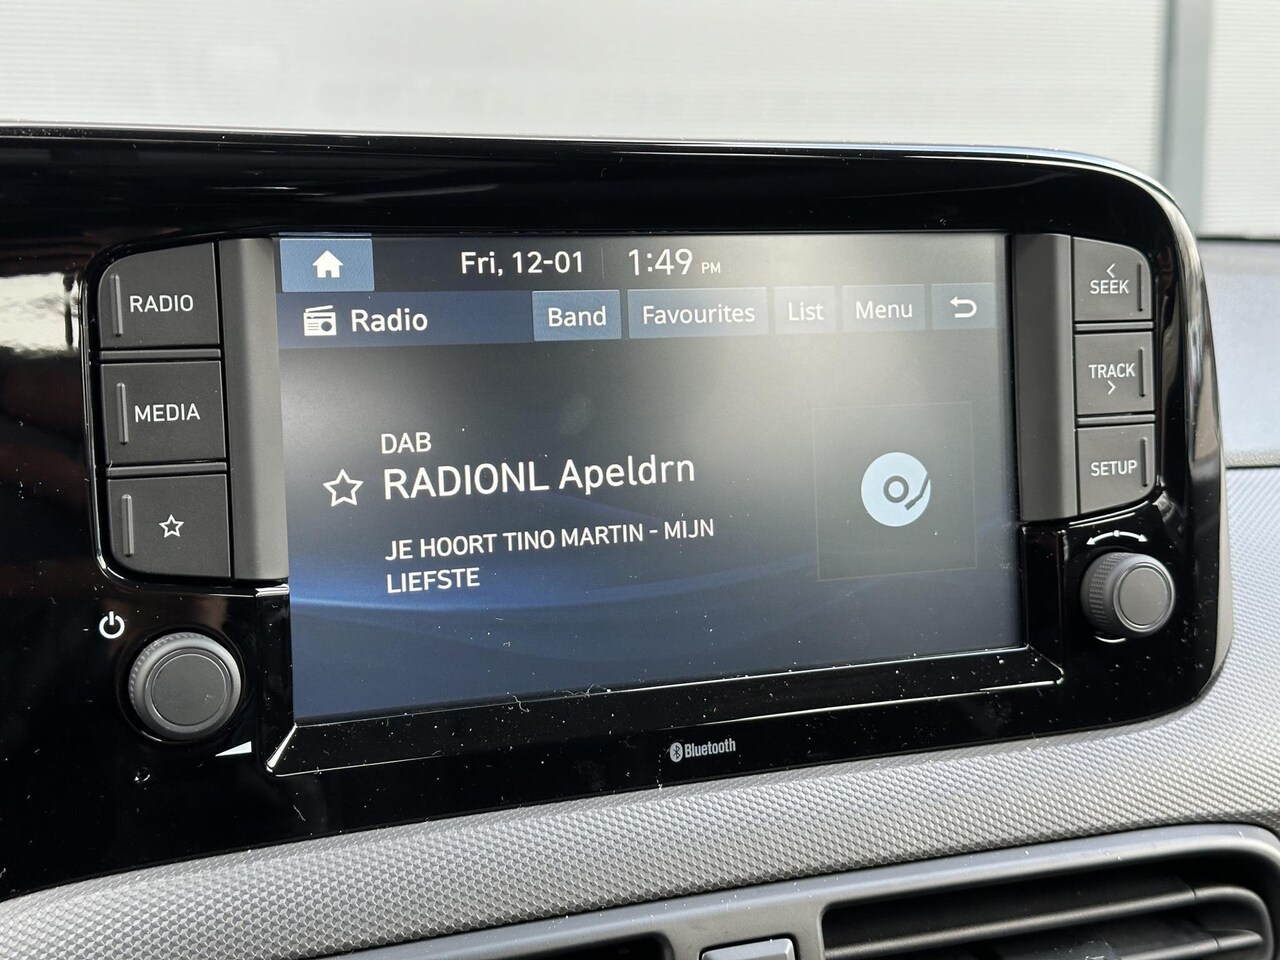 Fri, 12-01 1:49 PM
Radio Band Favourites List Menu
RADIO
MEDIA
DAB
RADIONL Apeldrn
JE HOORT TINO MARTIN - MIJN
LIEFSTE
SEEK
TRACK
SETUP
Bluetooth